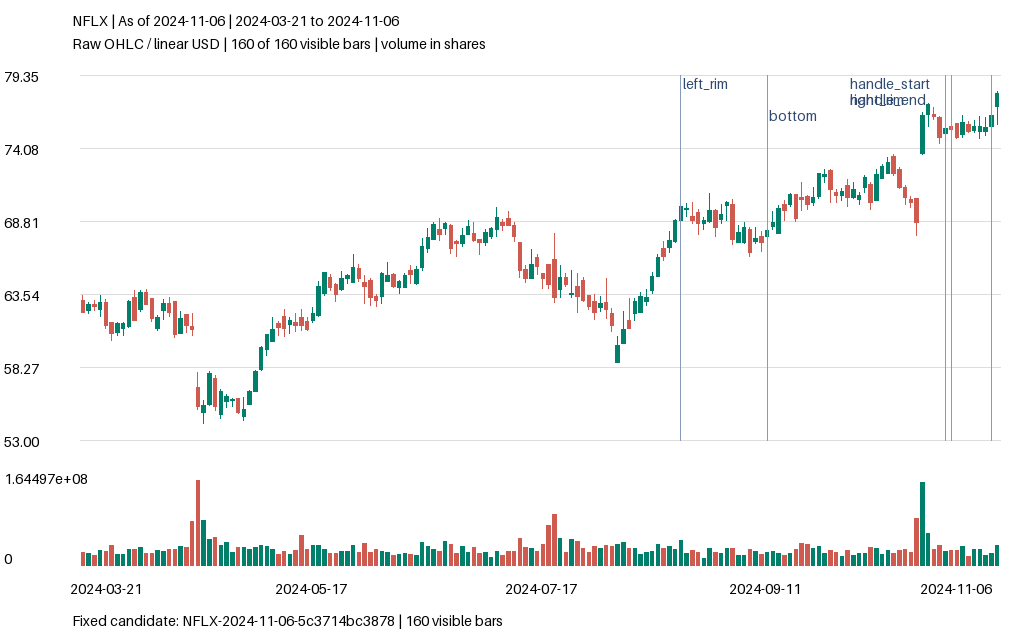 NFLX | As of 2024-11-06 | 2024-03-21 to 2024-11-06
Raw OHLC / linear USD | 160 of 160 visible bars | volume in shares
79.35
left_rim
handle_start
handle_end
bottom
74.08
68.81
63.54
58.27
53.00
1.64497e+08
0
2024-03-21
2024-05-17
2024-07-17
2024-09-11
2024-11-06
Fixed candidate: NFLX-2024-11-06-5c3714bc3878 | 160 visible bars